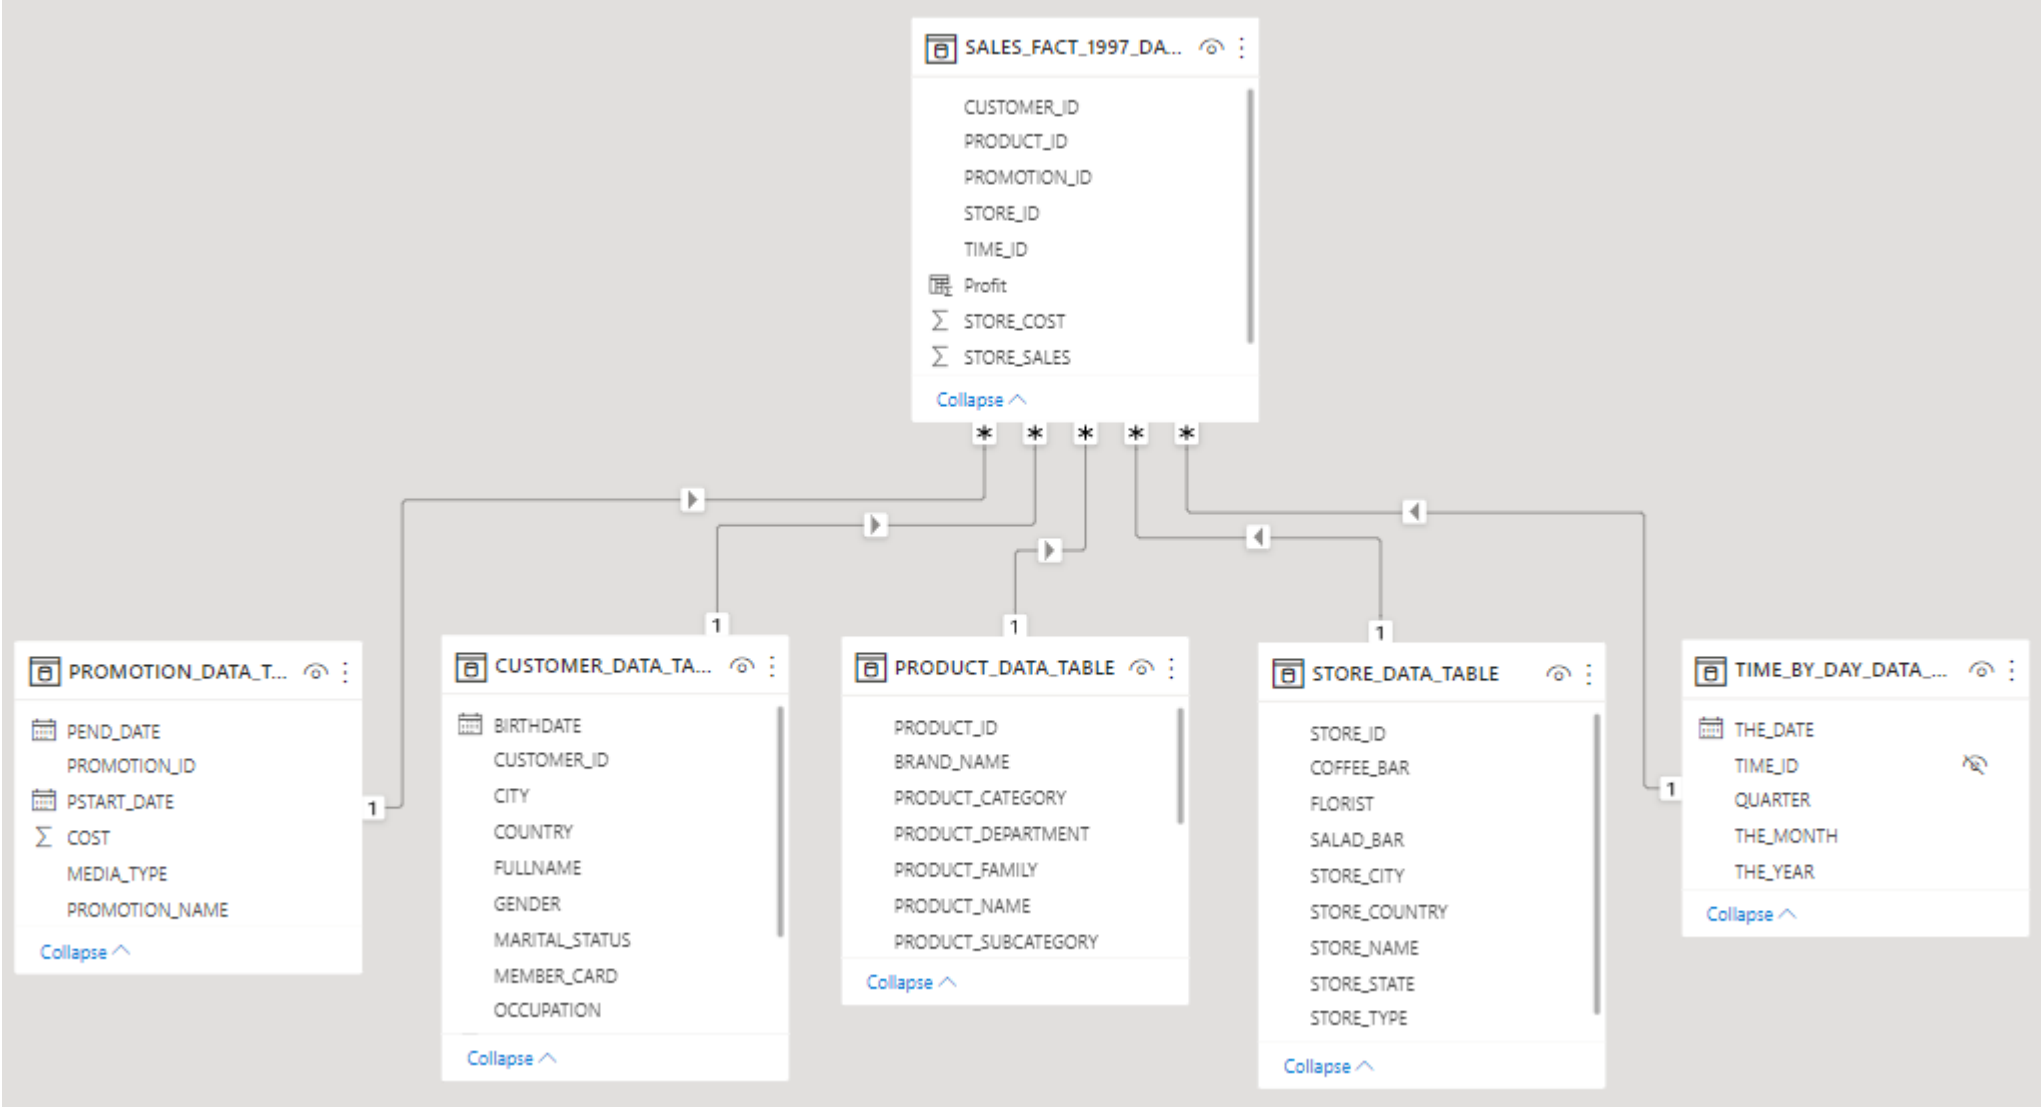 SALES_FACT_1997_DA...
CUSTOMER_ID
PRODUCT_ID
PROMOTION_ID
STORE_ID
TIME_ID
Profit
STORE_COST
STORE_SALES
Collapse
* * * * *
1
1
1
1
1
PROMOTION_DATA_T...
PEND_DATE
PROMOTION_ID
PSTART_DATE
COST
MEDIA_TYPE
PROMOTION_NAME
Collapse
CUSTOMER_DATA_TA...
BIRTHDATE
CUSTOMER_ID
CITY
COUNTRY
FULLNAME
GENDER
MARITAL_STATUS
MEMBER_CARD
OCCUPATION
Collapse
PRODUCT_DATA_TABLE
PRODUCT_ID
BRAND_NAME
PRODUCT_CATEGORY
PRODUCT_DEPARTMENT
PRODUCT_FAMILY
PRODUCT_NAME
PRODUCT_SUBCATEGORY
Collapse
STORE_DATA_TABLE
STORE_ID
COFFEE_BAR
FLORIST
SALAD_BAR
STORE_CITY
STORE_COUNTRY
STORE_NAME
STORE_STATE
STORE_TYPE
Collapse
TIME_BY_DAY_DATA_...
THE_DATE
TIME_ID
QUARTER
THE_MONTH
THE_YEAR
Collapse